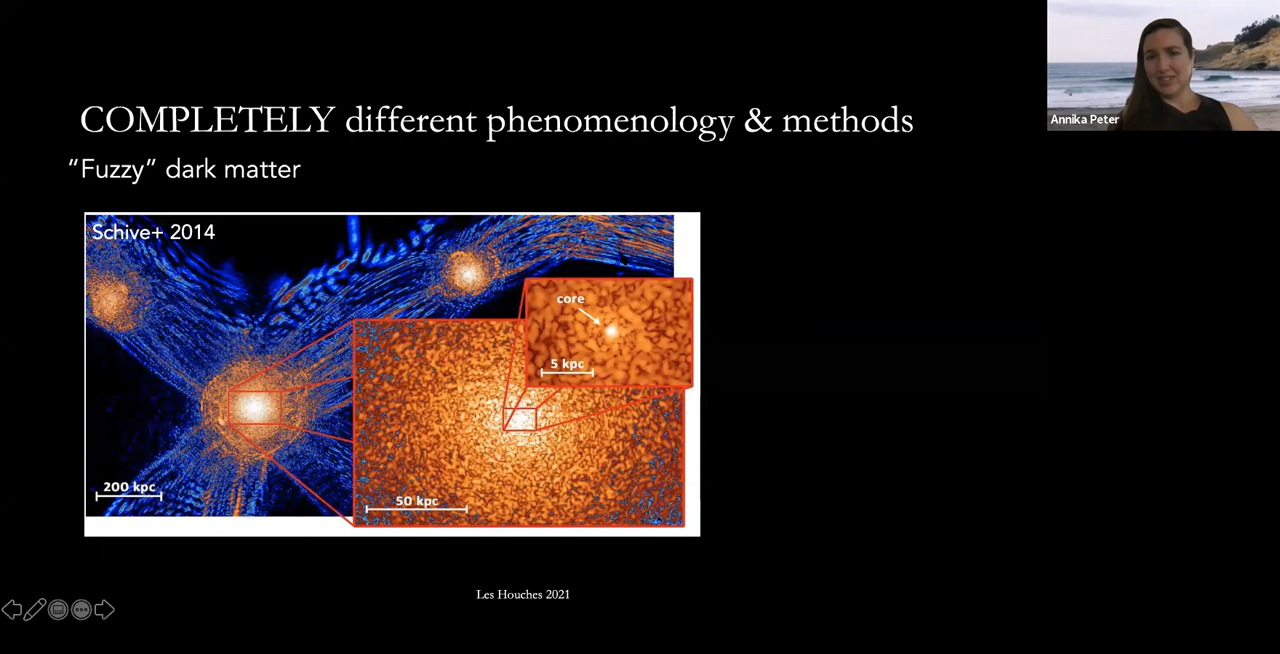 COMPLETELY different phenomenology & methods
Annika Peter
“Fuzzy” dark matter
Schive+ 2014
core
5 kpc
200 kpc
50 kpc
Les Houches 2021